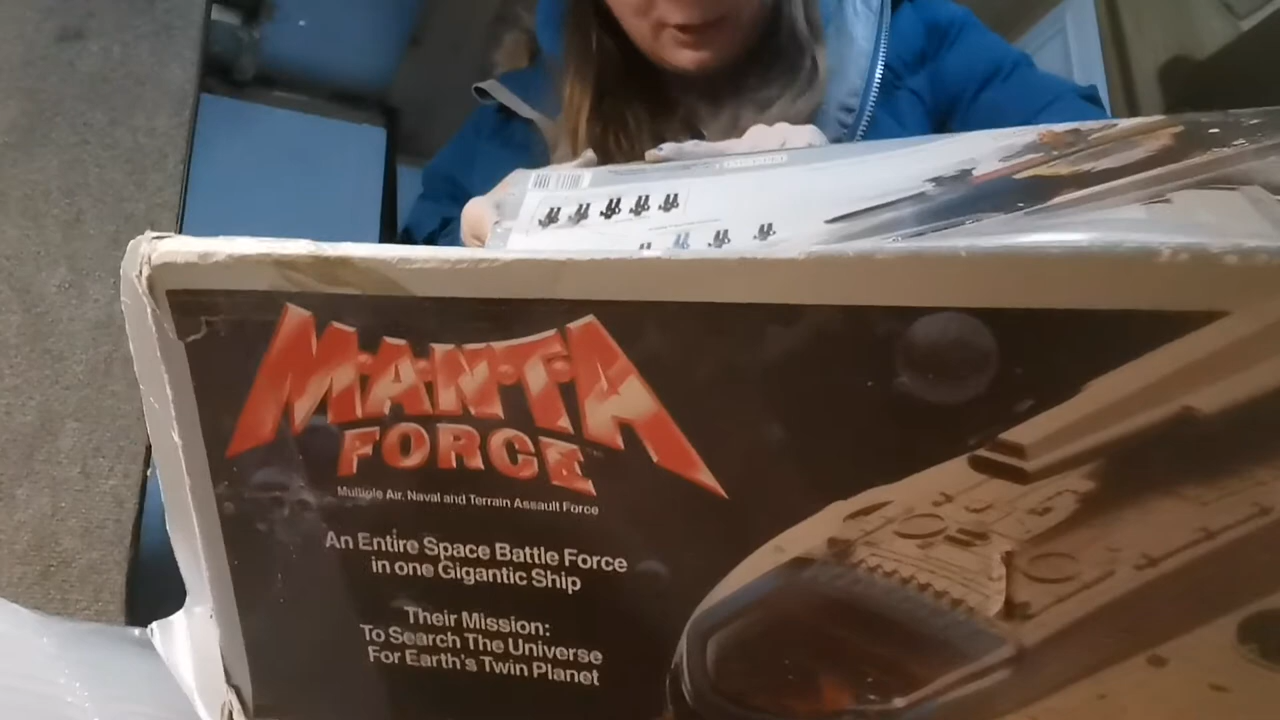 M·A·N·T·A
FORCE
Multiple Air, Naval and Terrain Assault Force
An Entire Space Battle Force
in one Gigantic Ship
Their Mission:
To Search The Universe
For Earth's Twin Planet